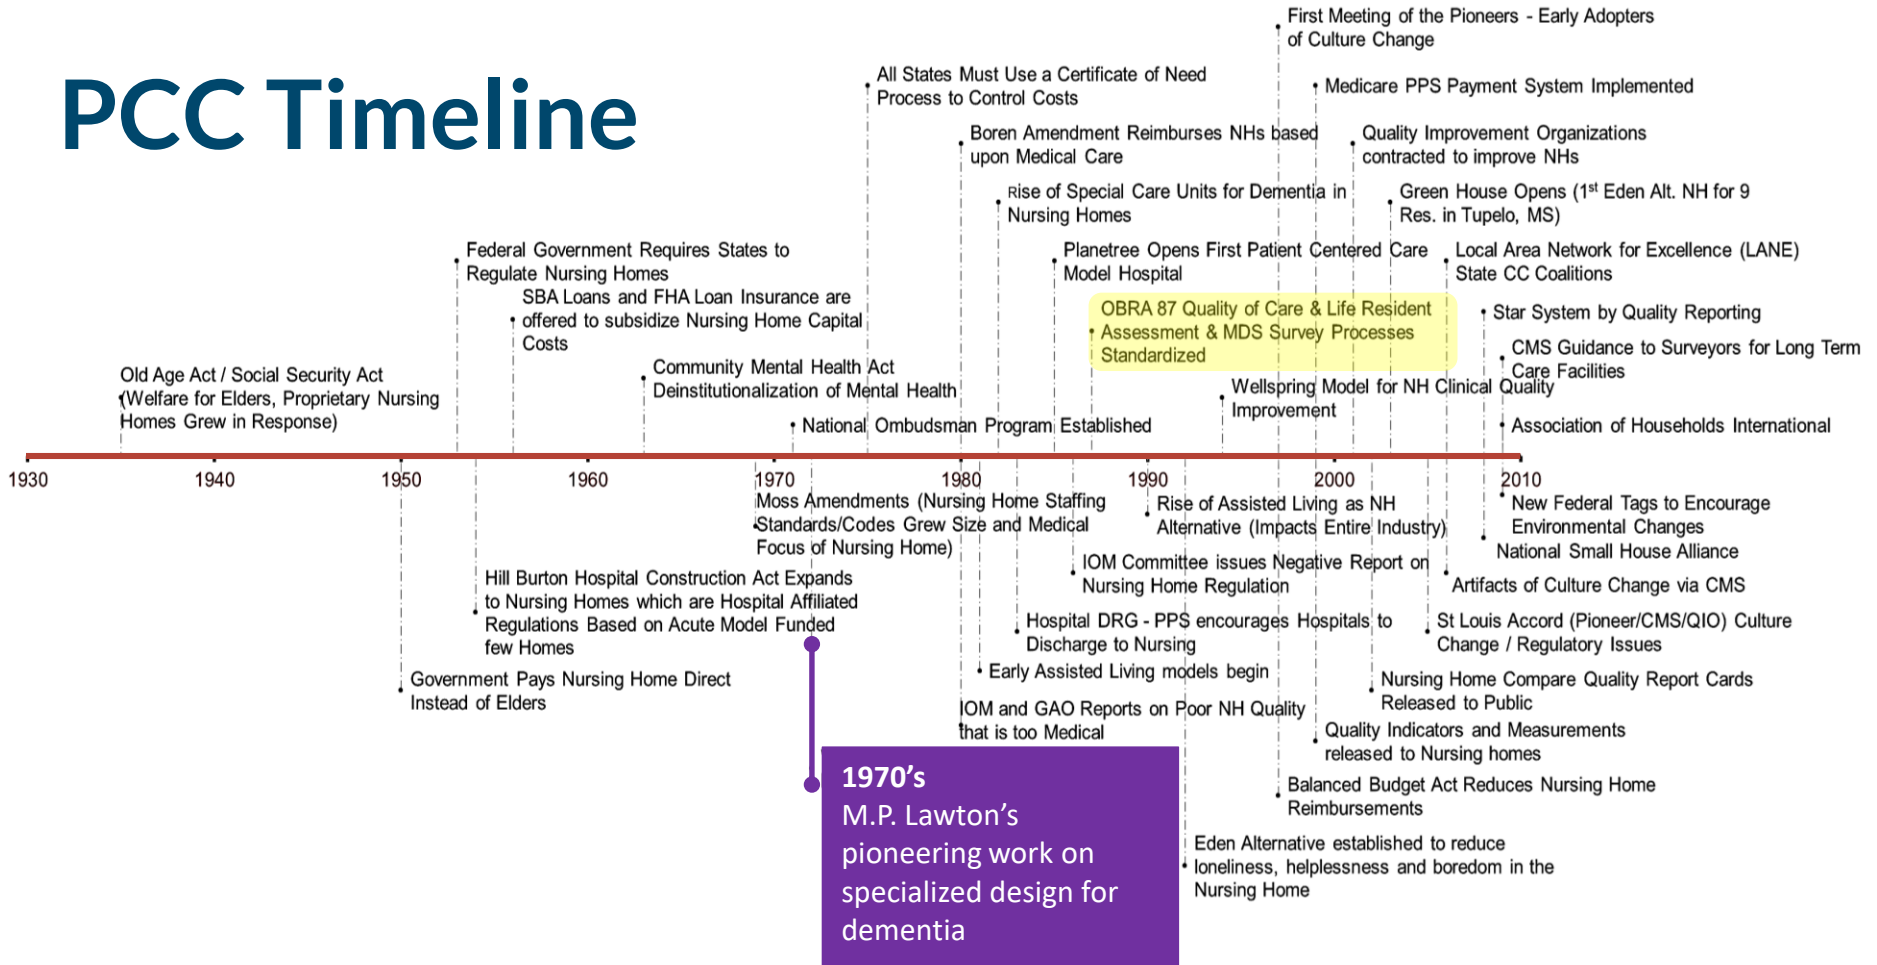 PCC Timeline
First Meeting of the Pioneers - Early Adopters
of Culture Change
All States Must Use a Certificate of Need
Process to Control Costs
Medicare PPS Payment System Implemented
Boren Amendment Reimburses NHs based
upon Medical Care
Quality Improvement Organizations
contracted to improve NHs
Rise of Special Care Units for Dementia in
Nursing Homes
Green House Opens (1st Eden Alt. NH for 9
Res. in Tupelo, MS)
Federal Government Requires States to
Regulate Nursing Homes
Planetree Opens First Patient Centered Care
Model Hospital
Local Area Network for Excellence (LANE)
State CC Coalitions
SBA Loans and FHA Loan Insurance are
offered to subsidize Nursing Home Capital
Costs
OBRA 87 Quality of Care & Life Resident
Assessment & MDS Survey Processes
Standardized
Star System by Quality Reporting
CMS Guidance to Surveyors for Long Term
Care Facilities
Old Age Act / Social Security Act
(Welfare for Elders, Proprietary Nursing
Homes Grew in Response)
Community Mental Health Act
Deinstitutionalization of Mental Health
Wellspring Model for NH Clinical Quality
Improvement
National Ombudsman Program Established
Association of Households International
1930
1940
1950
1960
1970
1980
1990
2000
2010
Moss Amendments (Nursing Home Staffing
Standards/Codes Grew Size and Medical
Focus of Nursing Home)
Rise of Assisted Living as NH
Alternative (Impacts Entire Industry)
New Federal Tags to Encourage
Environmental Changes
National Small House Alliance
IOM Committee issues Negative Report on
Nursing Home Regulation
Artifacts of Culture Change via CMS
Hill Burton Hospital Construction Act Expands
to Nursing Homes which are Hospital Affiliated
Regulations Based on Acute Model Funded
few Homes
Hospital DRG - PPS encourages Hospitals to
Discharge to Nursing
St Louis Accord (Pioneer/CMS/QIO) Culture
Change / Regulatory Issues
Early Assisted Living models begin
Government Pays Nursing Home Direct
Instead of Elders
Nursing Home Compare Quality Report Cards
Released to Public
IOM and GAO Reports on Poor NH Quality
that is too Medical
Quality Indicators and Measurements
released to Nursing homes
Balanced Budget Act Reduces Nursing Home
Reimbursements
Eden Alternative established to reduce
loneliness, helplessness and boredom in the
Nursing Home
1970’s
M.P. Lawton’s
pioneering work on
specialized design for
dementia